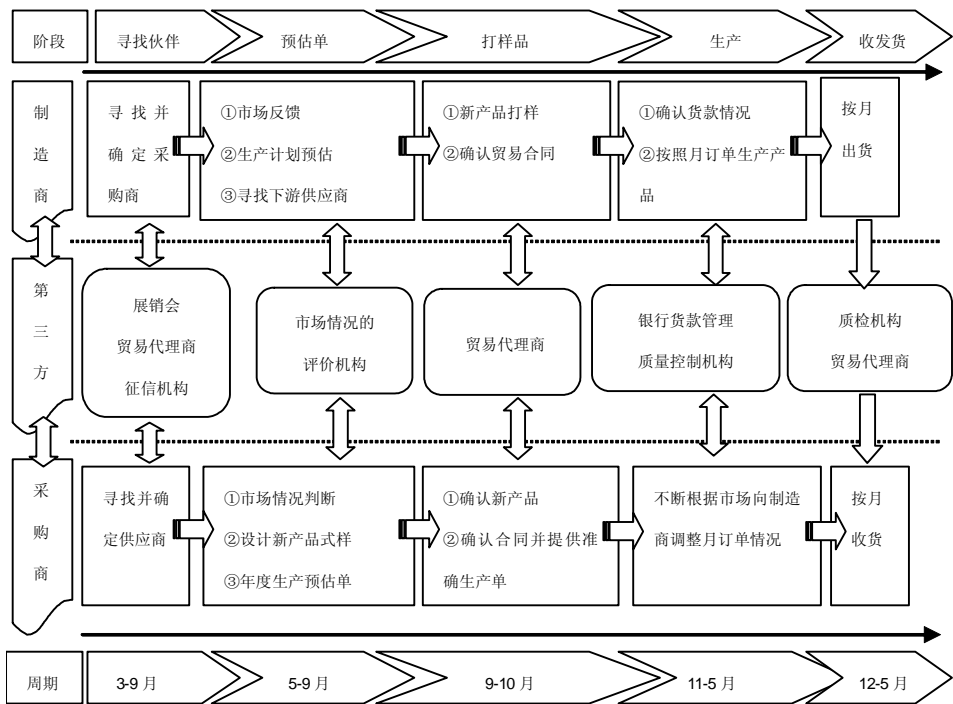 阶段
寻找伙伴
预估单
打样品
生产
收发货
制
造
商
寻找并
确定采
购商
①市场反馈
②生产计划预估
③寻找下游供应商
①新产品打样
②确认贸易合同
①确认货款情况
②按照月订单生产产
品
按月
出货
第
三
方
展销会
贸易代理商
征信机构
市场情况的
评价机构
贸易代理商
银行货款管理
质量控制机构
质检机构
贸易代理商
采
购
商
寻找并确
定供应商
①市场情况判断
②设计新产品式样
③年度生产预估单
①确认新产品
②确认合同并提供准
确生产单
不断根据市场向制造
商调整月订单情况
按月
收货
周期
3-9 月
5-9 月
9-10 月
11-5 月
12-5 月